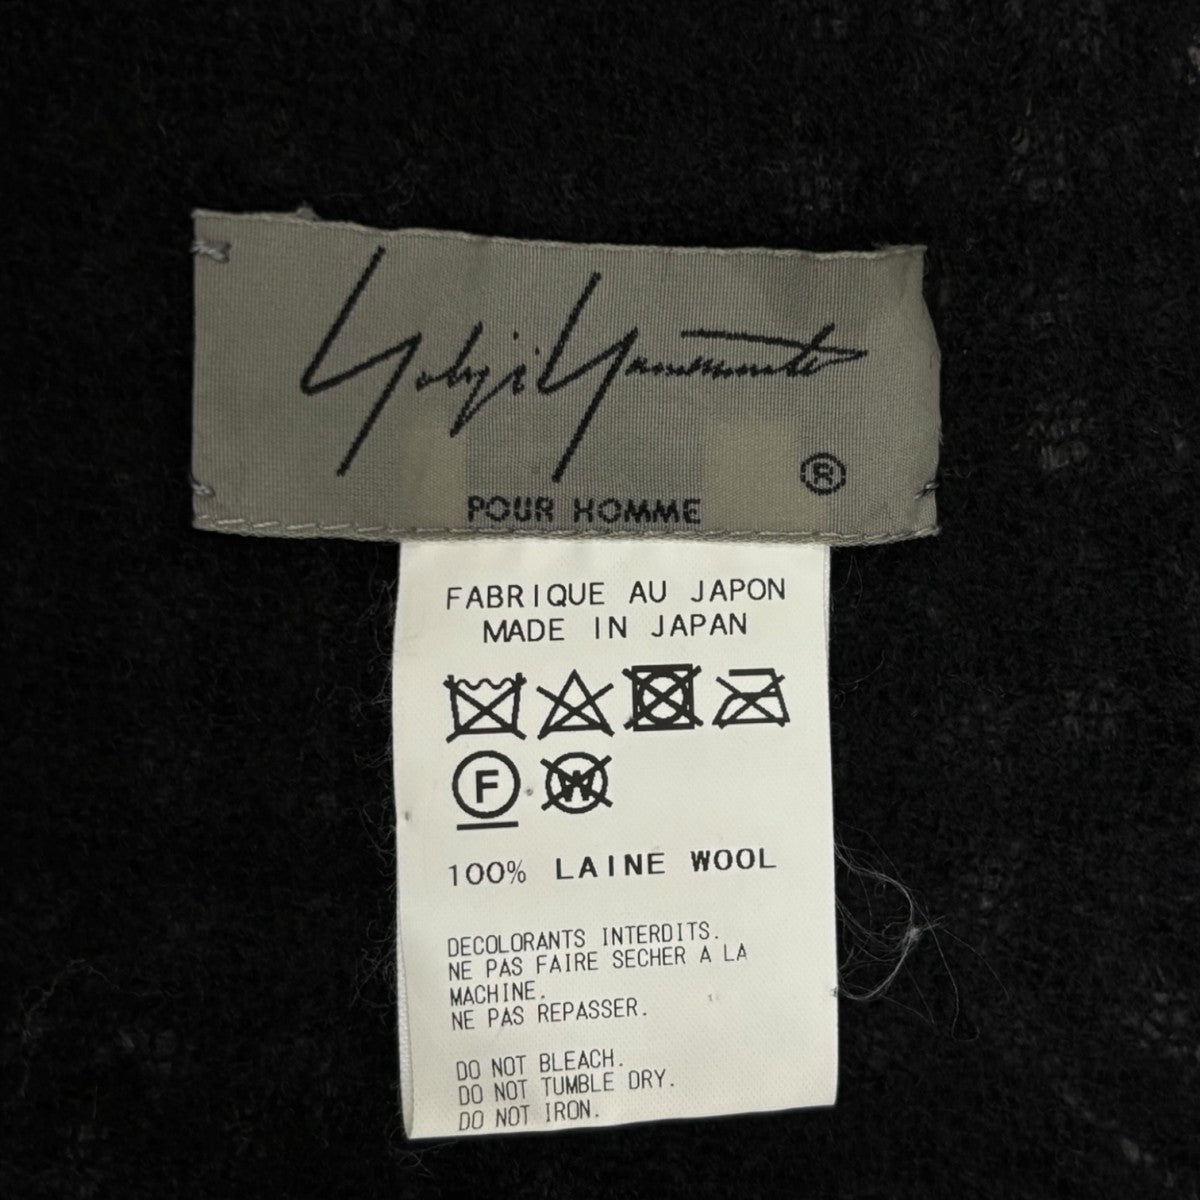 Yohji Yamamoto
®
POUR HOMME
FABRIQUE AU JAPON
MADE IN JAPAN
F W
100% LAINE WOOL
DECOLORANTS INTERDITS.
NE PAS FAIRE SECHER A LA
MACHINE.
NE PAS REPASSER.
DO NOT BLEACH.
DO NOT TUMBLE DRY.
DO NOT IRON.